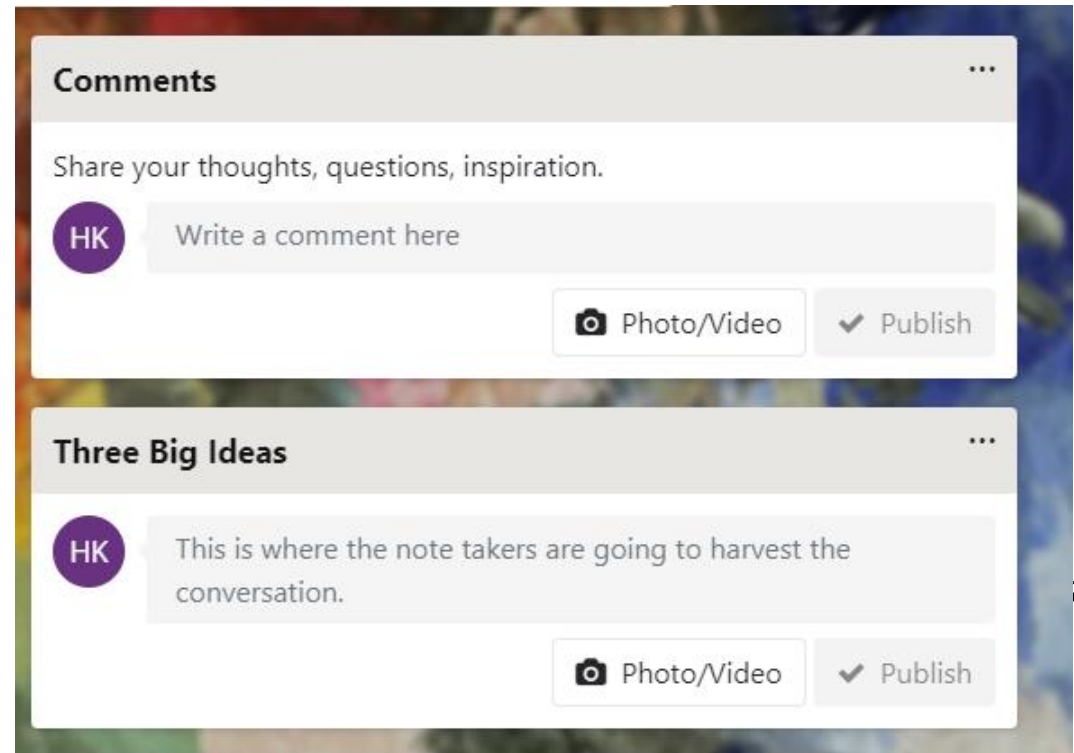 Comments
...
Share your thoughts, questions, inspiration.
HK
Write a comment here
Photo/Video
Publish
Three Big Ideas
...
HK
This is where the note takers are going to harvest the
conversation.
Photo/Video
Publish